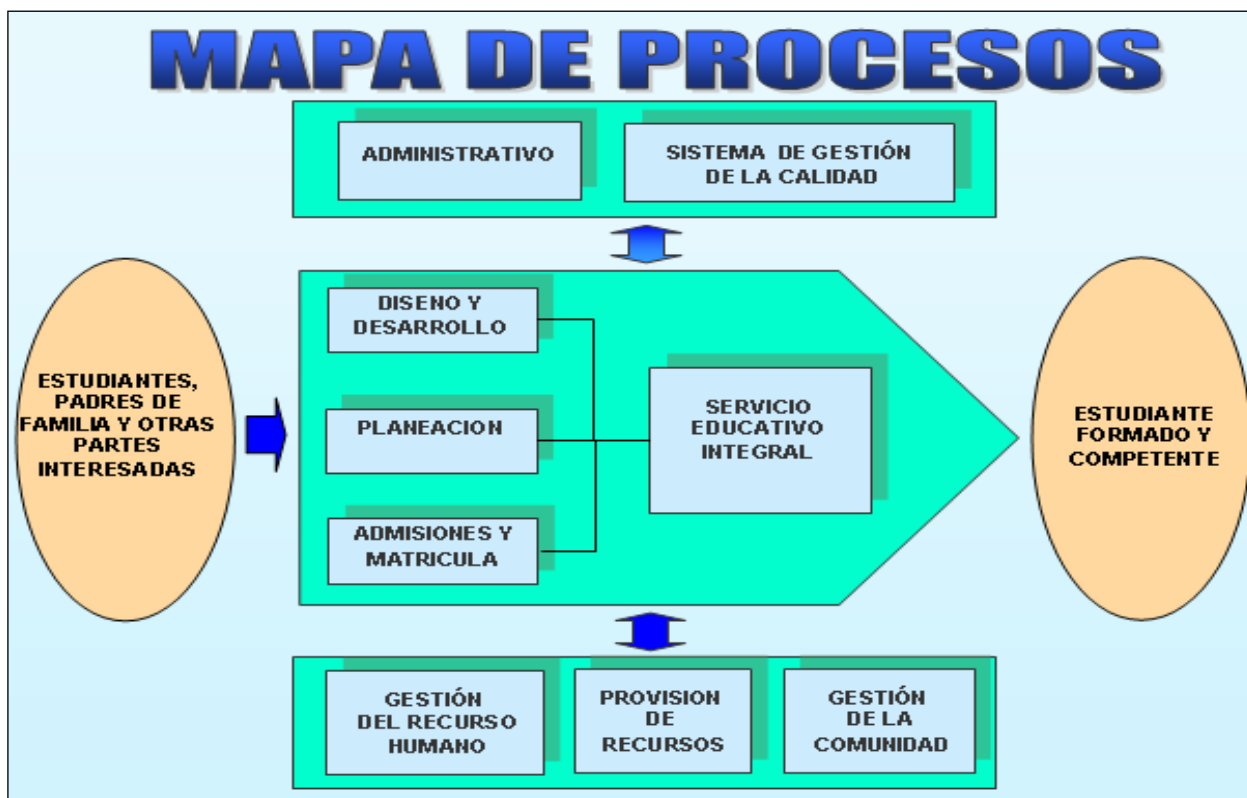 MAPA DE PROCESOS
ADMINISTRATIVO
SISTEMA DE GESTIÓN
DE LA CALIDAD
ESTUDIANTES,
PADRES DE
FAMILIA Y OTRAS
PARTES
INTERESADAS
DISENO Y
DESARROLLO
PLANEACION
ADMISIONES Y
MATRICULA
SERVICIO
EDUCATIVO
INTEGRAL
ESTUDIANTE
FORMADO Y
COMPETENTE
GESTIÓN
DEL RECURSO
HUMANO
PROVISION
DE
RECURSOS
GESTIÓN
DE LA
COMUNIDAD